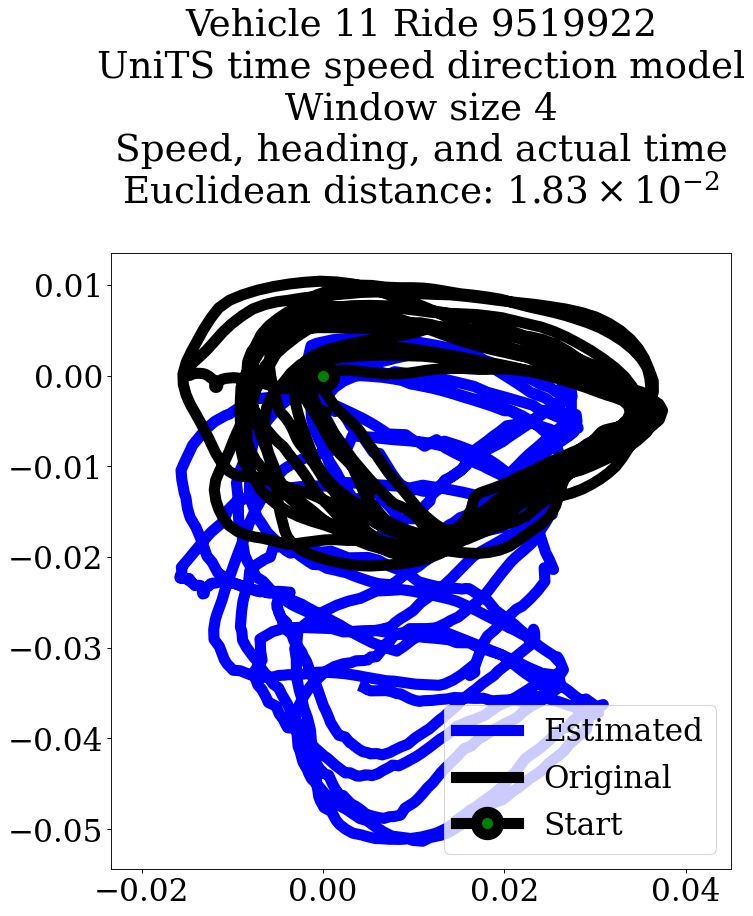 Vehicle 11 Ride 9519922
UniTS time speed direction model
Window size 4
Speed, heading, and actual time
Euclidean distance: 1.83 × 10⁻²
0.01
0.00
−0.01
−0.02
−0.03
−0.04
−0.05
Estimated
Original
Start
−0.02
0.00
0.02
0.04